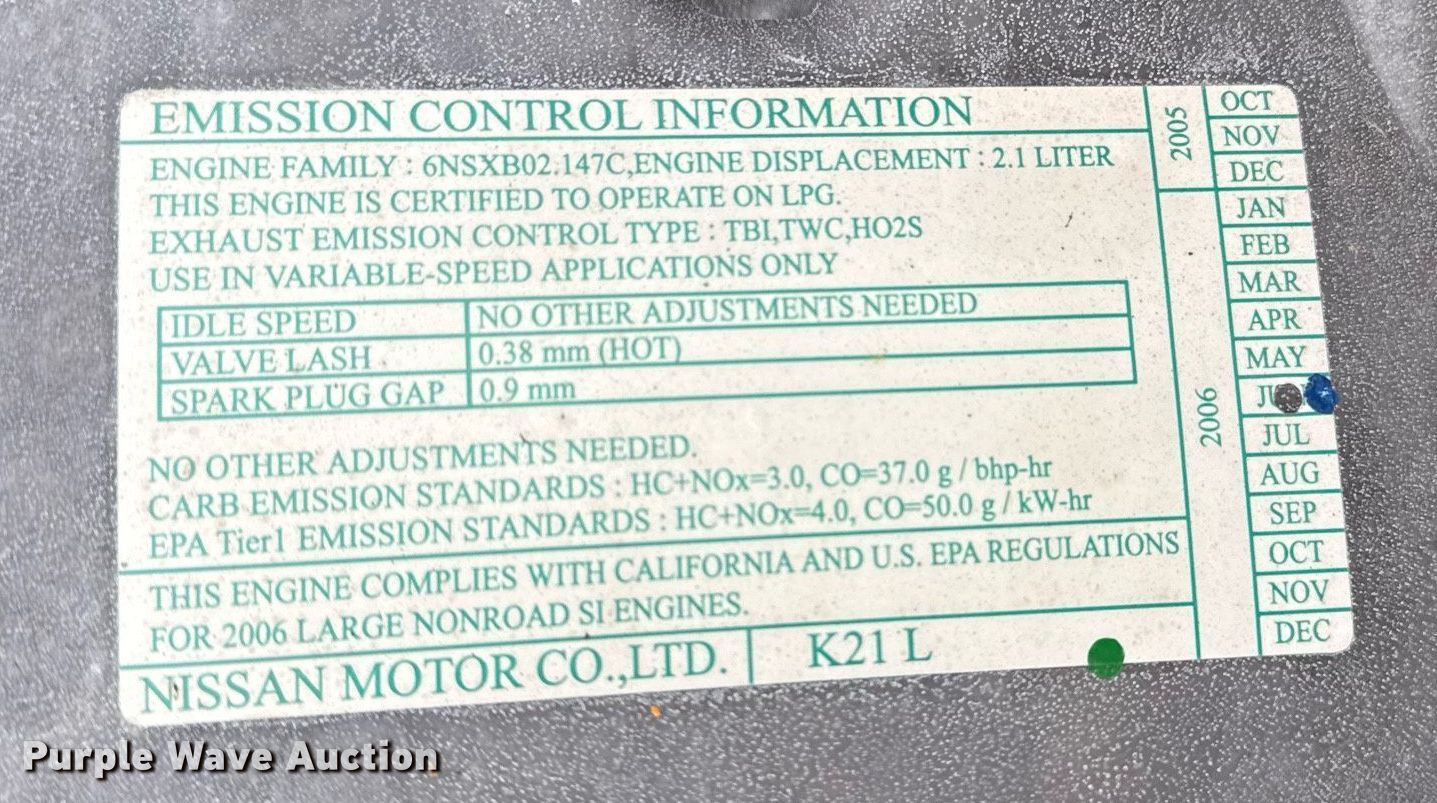 EMISSION CONTROL INFORMATION
ENGINE FAMILY : 6NSXB02.147C,ENGINE DISPLACEMENT : 2.1 LITER
THIS ENGINE IS CERTIFIED TO OPERATE ON LPG.
EXHAUST EMISSION CONTROL TYPE : TBI,TWC,HO2S
USE IN VARIABLE-SPEED APPLICATIONS ONLY
IDLE SPEED NO OTHER ADJUSTMENTS NEEDED
VALVE LASH 0.38 mm (HOT)
SPARK PLUG GAP 0.9 mm
NO OTHER ADJUSTMENTS NEEDED.
CARB EMISSION STANDARDS : HC+NOx=3.0, CO=37.0 g / bhp-hr
EPA Tier1 EMISSION STANDARDS : HC+NOx=4.0, CO=50.0 g / kW-hr
THIS ENGINE COMPLIES WITH CALIFORNIA AND U.S. EPA REGULATIONS
FOR 2006 LARGE NONROAD SI ENGINES.
NISSAN MOTOR CO.,LTD. K21 L
2005
OCT
NOV
DEC
2006
JAN
FEB
MAR
APR
MAY
JUL
AUG
SEP
OCT
NOV
DEC
Purple Wave Auction